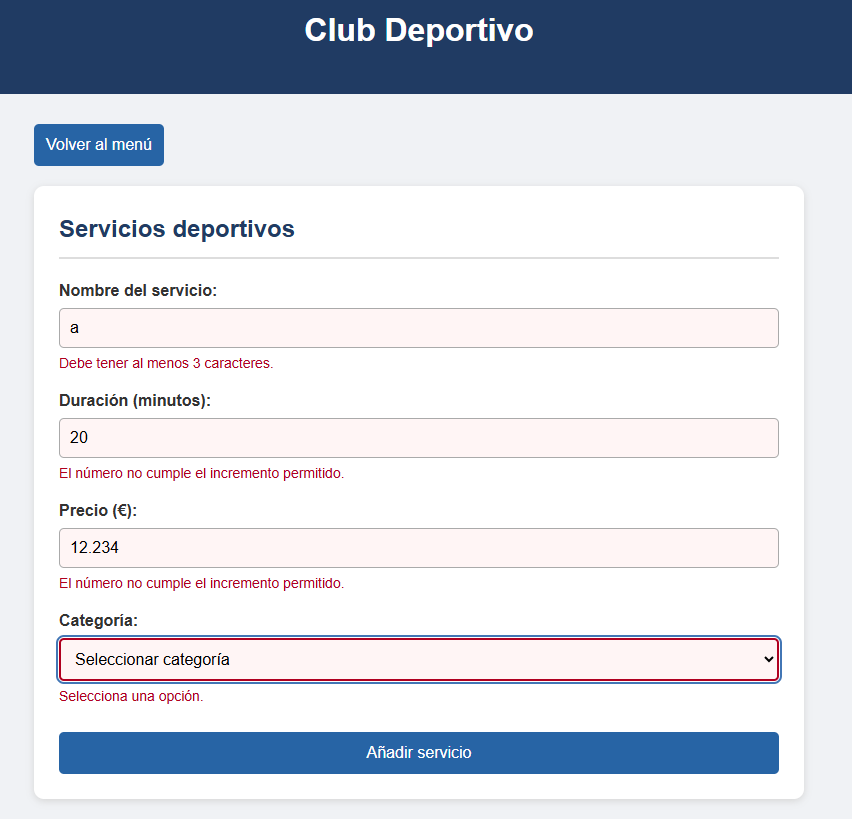 Club Deportivo
Volver al menú
Servicios deportivos
Nombre del servicio:
a
Debe tener al menos 3 caracteres.
Duración (minutos):
20
El número no cumple el incremento permitido.
Precio (€):
12.234
El número no cumple el incremento permitido.
Categoría:
Seleccionar categoría
Selecciona una opción.
Añadir servicio